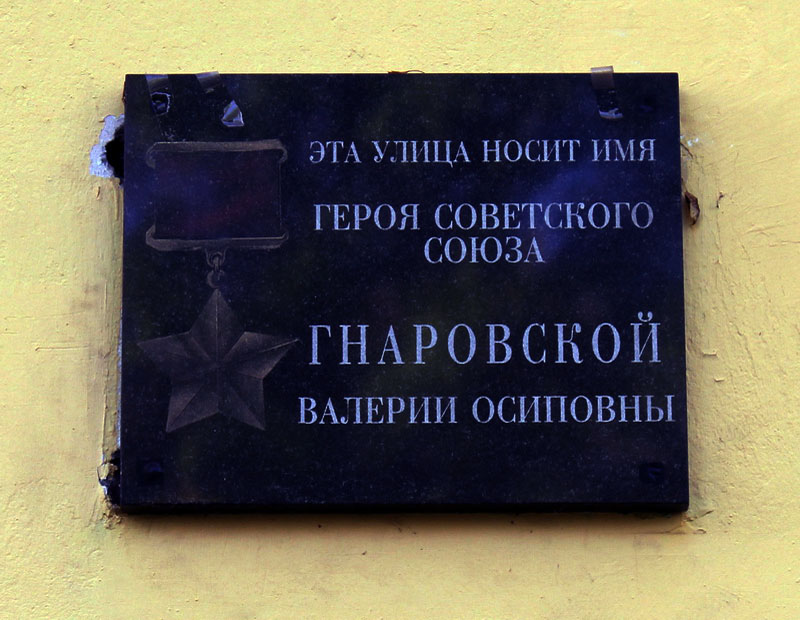 ЭТА УЛИЦА НОСИТ ИМЯ
ГЕРОЯ СОВЕТСКОГО
СОЮЗА
ГНАРОВСКОЙ
ВАЛЕРИИ ОСИПОВНЫ